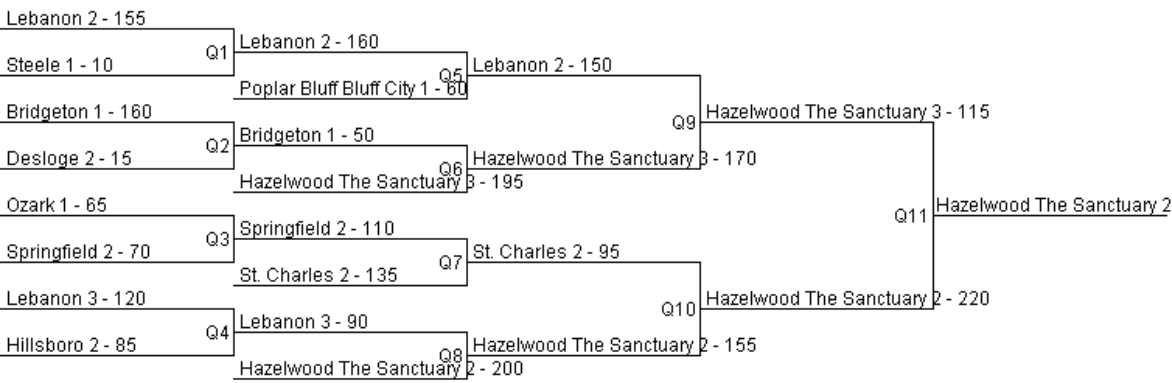 Lebanon 2 - 155
Q1
Steele 1 - 10
Lebanon 2 - 160
Q5
Poplar Bluff Bluff City 1 - 60
Lebanon 2 - 150
Bridgeton 1 - 160
Q2
Desloge 2 - 15
Bridgeton 1 - 50
Q6
Hazelwood The Sanctuary 3 - 195
Hazelwood The Sanctuary 3 - 170
Q9
Hazelwood The Sanctuary 3 - 115
Ozark 1 - 65
Q3
Springfield 2 - 70
Springfield 2 - 110
Q7
St. Charles 2 - 135
St. Charles 2 - 95
Lebanon 3 - 120
Q4
Hillsboro 2 - 85
Lebanon 3 - 90
Q8
Hazelwood The Sanctuary 2 - 200
Hazelwood The Sanctuary 2 - 155
Q10
Hazelwood The Sanctuary 2 - 220
Q11
Hazelwood The Sanctuary 2